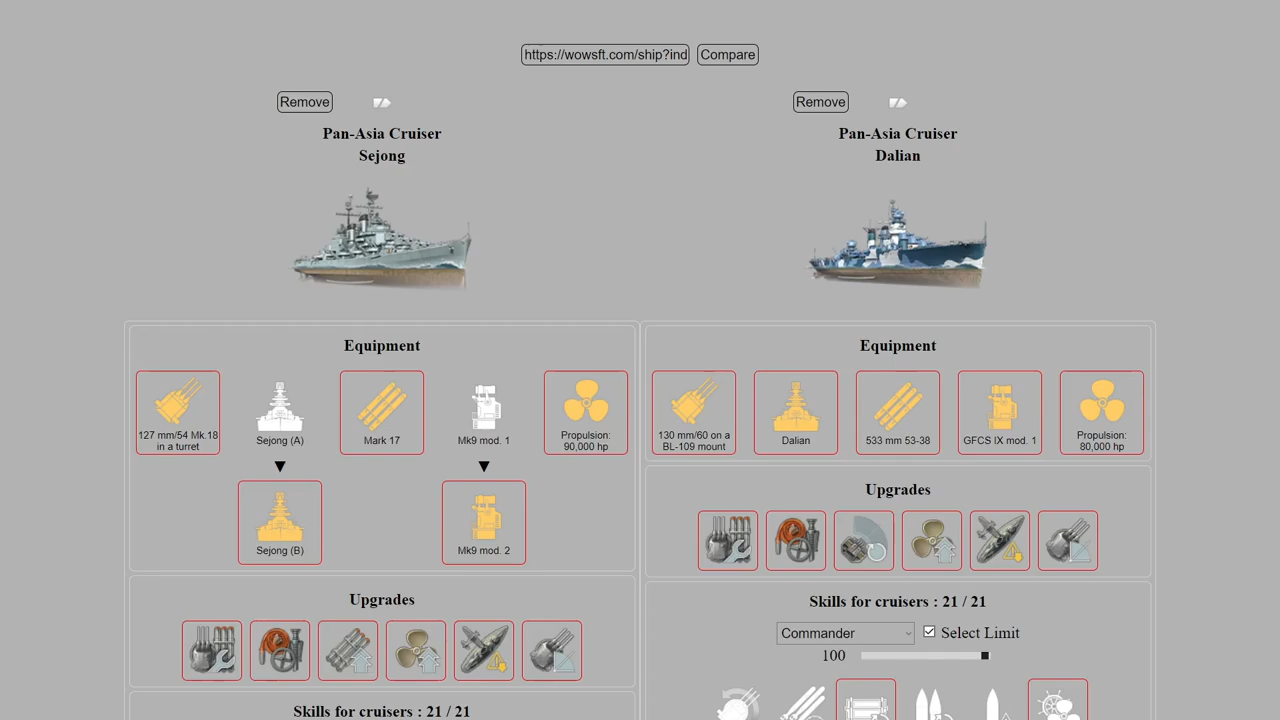 https://wowsft.com/ship?ind
Compare
Remove
Pan-Asia Cruiser
Sejong
Equipment
127 mm/54 Mk.18
in a turret
Sejong (A)
Mark 17
Mk9 mod. 1
Propulsion:
90,000 hp
Sejong (B)
Mk9 mod. 2
Upgrades
Skills for cruisers : 21 / 21
Remove
Pan-Asia Cruiser
Dalian
Equipment
130 mm/60 on a
BL-109 mount
Dalian
533 mm 53-38
GFCS IX mod. 1
Propulsion:
80,000 hp
Upgrades
Skills for cruisers : 21 / 21
Commander
Select Limit
100